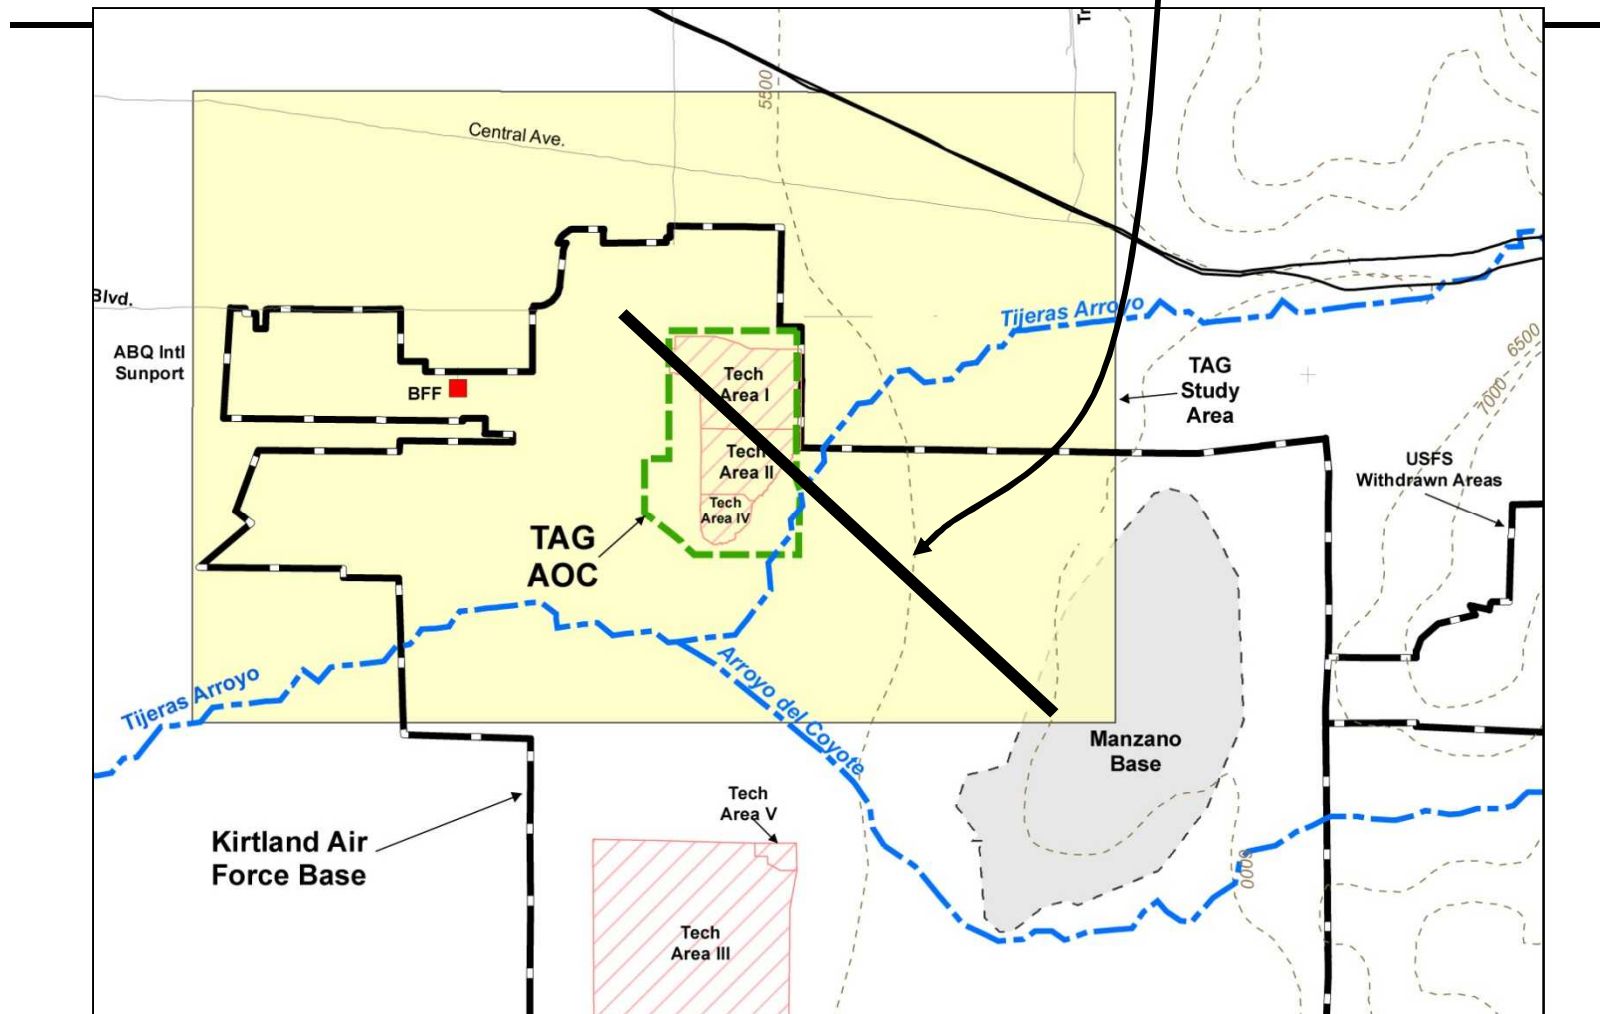 Tr
5500
Central Ave.
Blvd.
ABQ Intl
Sunport
BFF
Tijeras Arroyo
TAG
Study
Area
6500
7000
Tech
Area I
Tech
Area II
Tech
Area IV
USFS
Withdrawn Areas
TAG
AOC
Tijeras Arroyo
Arroyo del Coyote
Manzano
Base
Tech
Area V
Kirtland Air
Force Base
6000
Tech
Area III